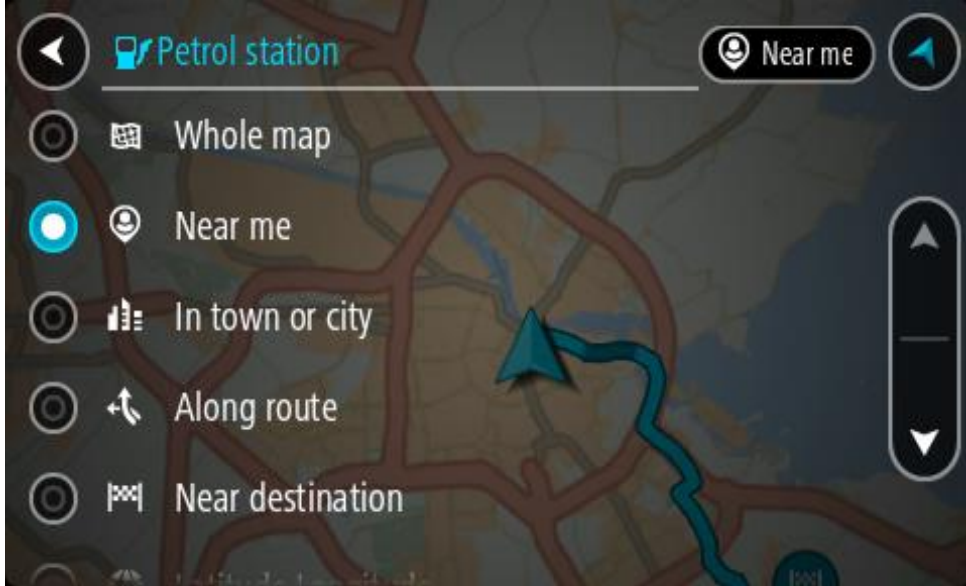 Petrol station
Near me
Whole map
Near me
In town or city
Along route
Near destination